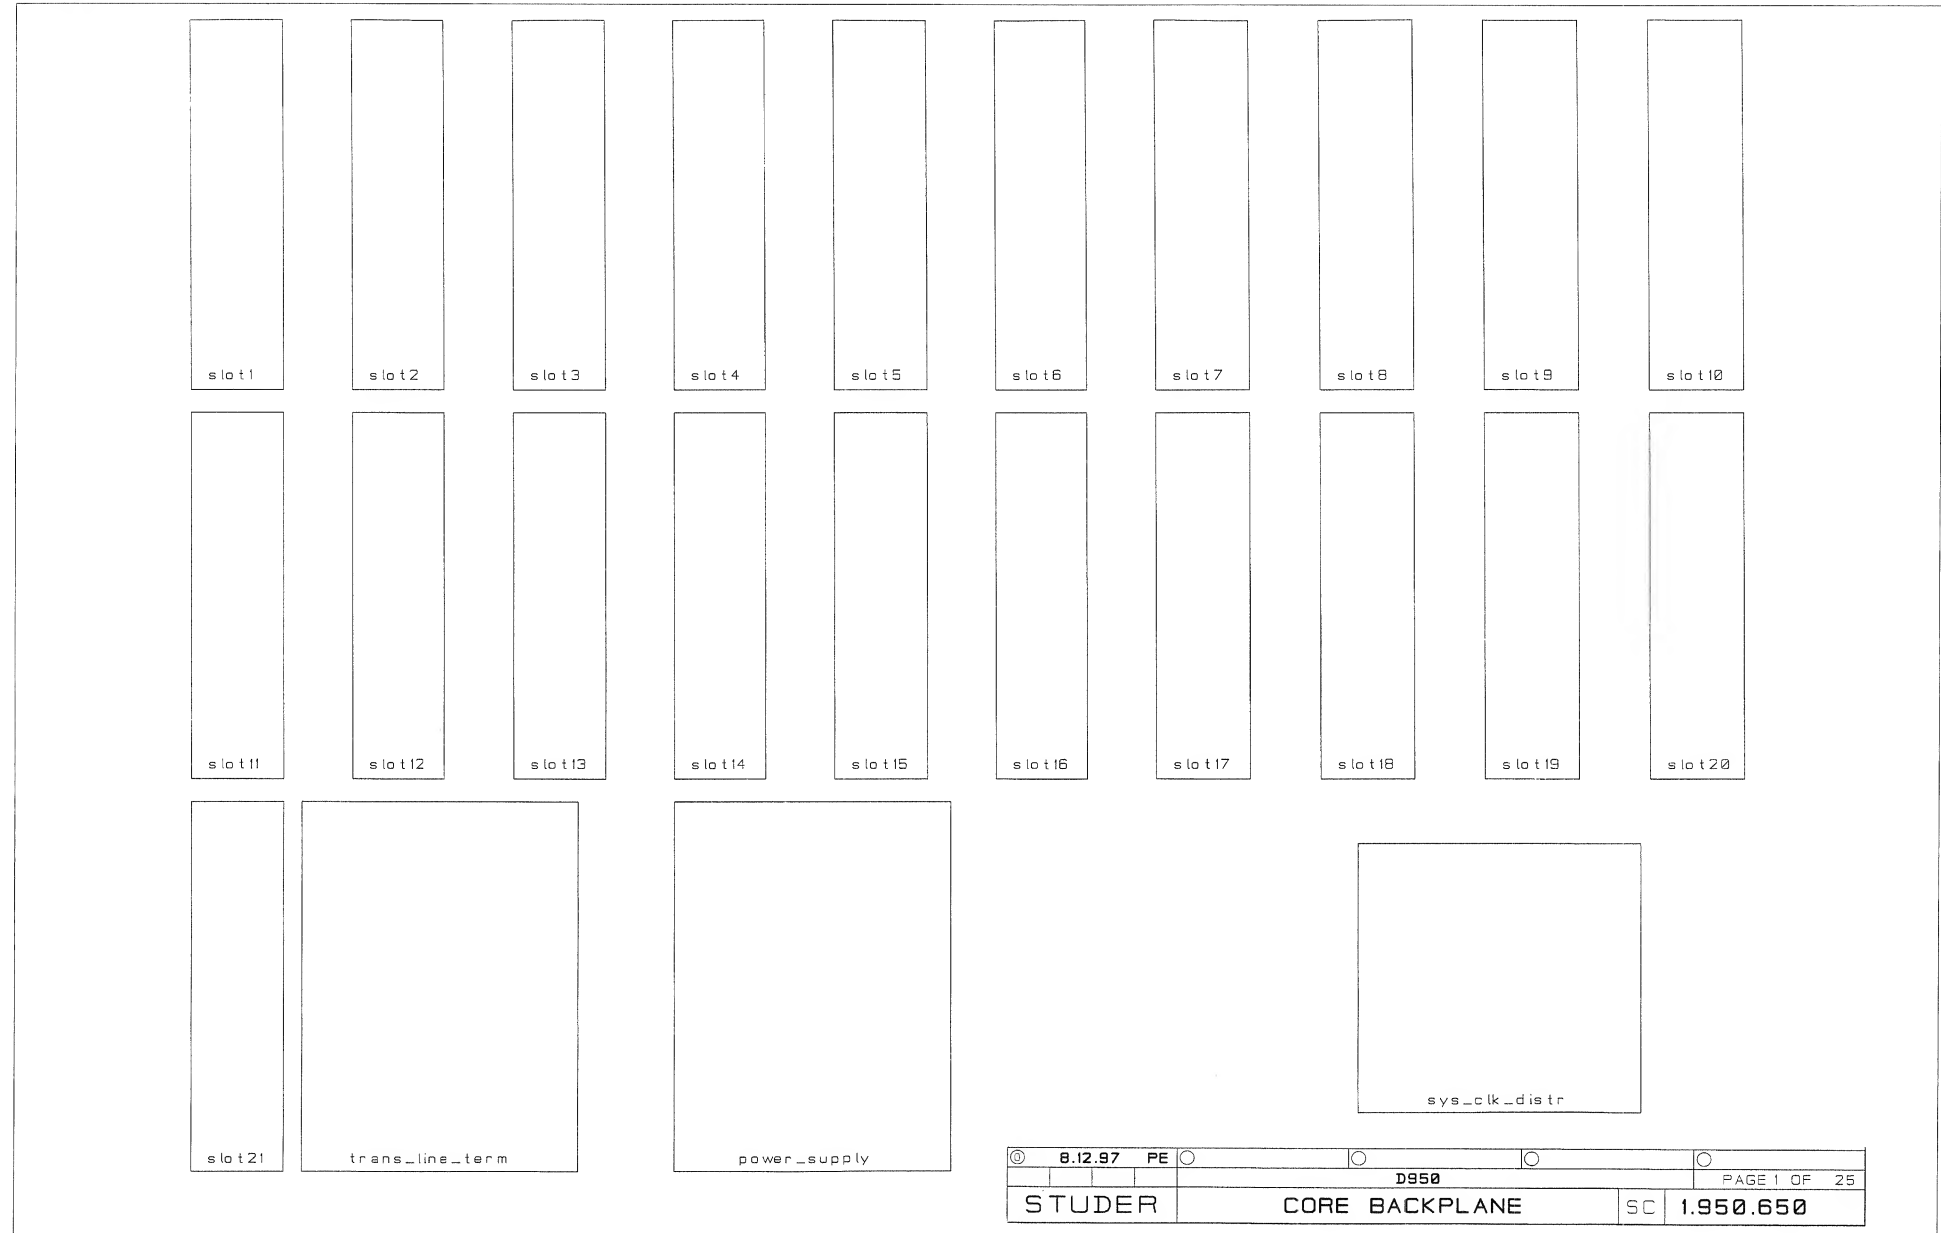 slot1 slot2 slot3 slot4 slot5 slot6 slot7 slot8 slot9 slot10
slot11 slot12 slot13 slot14 slot15 slot16 slot17 slot18 slot19 slot20
sys_clk_distr
slot21 trans_line_term power_supply
0 8.12.97 PE
D950 PAGE 1 OF 25
STUDER CORE BACKPLANE SC 1.950.650